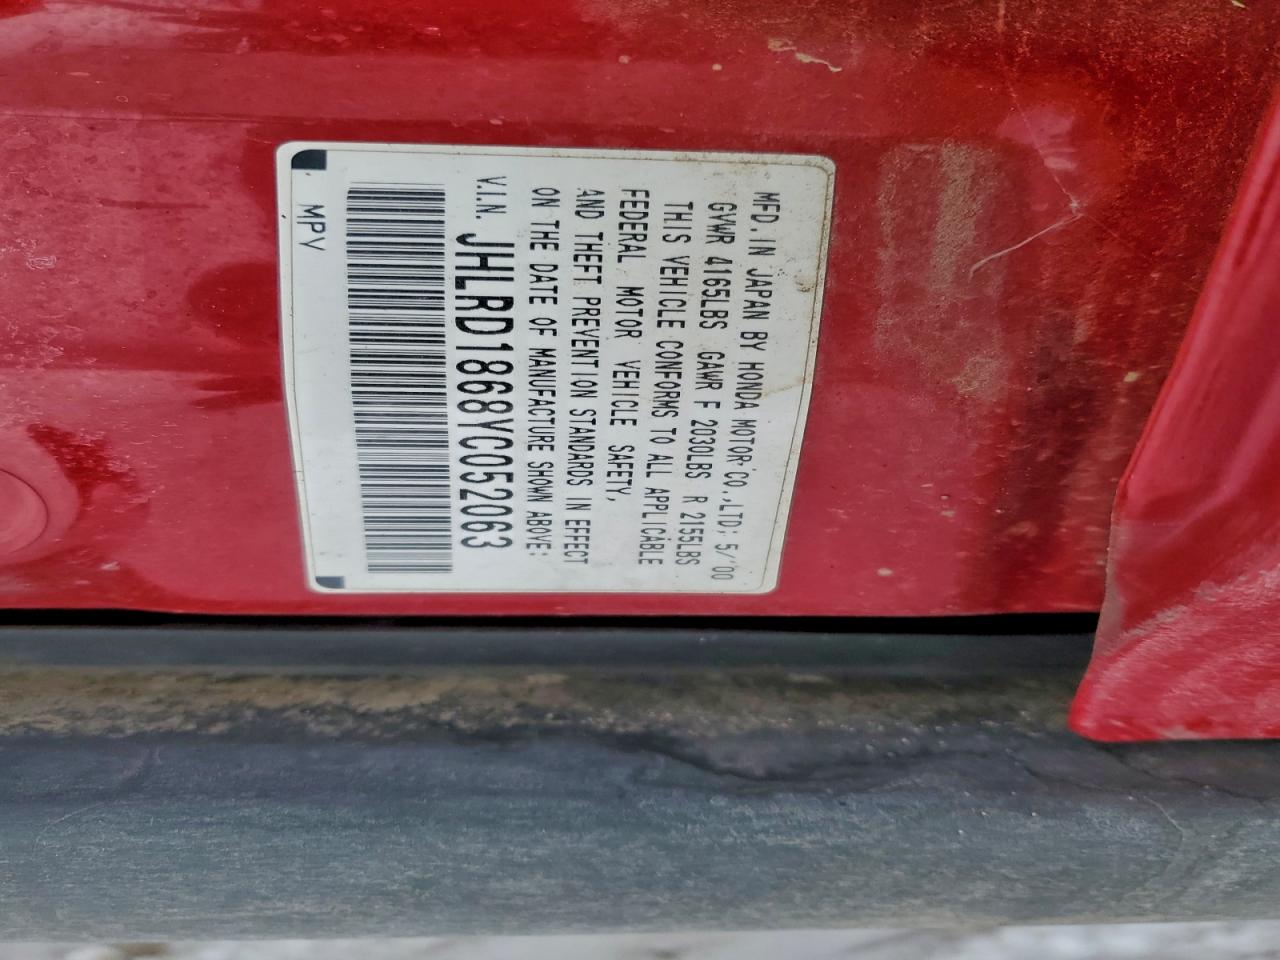 MFD. IN JAPAN BY HONDA MOTOR CO.,LTD; 5/'00
GVWR 4165LBS GAWR F 2030LBS R 2155LBS
THIS VEHICLE CONFORMS TO ALL APPLICABLE
FEDERAL MOTOR VEHICLE SAFETY,
AND THEFT PREVENTION STANDARDS IN EFFECT
ON THE DATE OF MANUFACTURE SHOWN ABOVE:
V.I.N. JHLRD1868YC052063
MPV